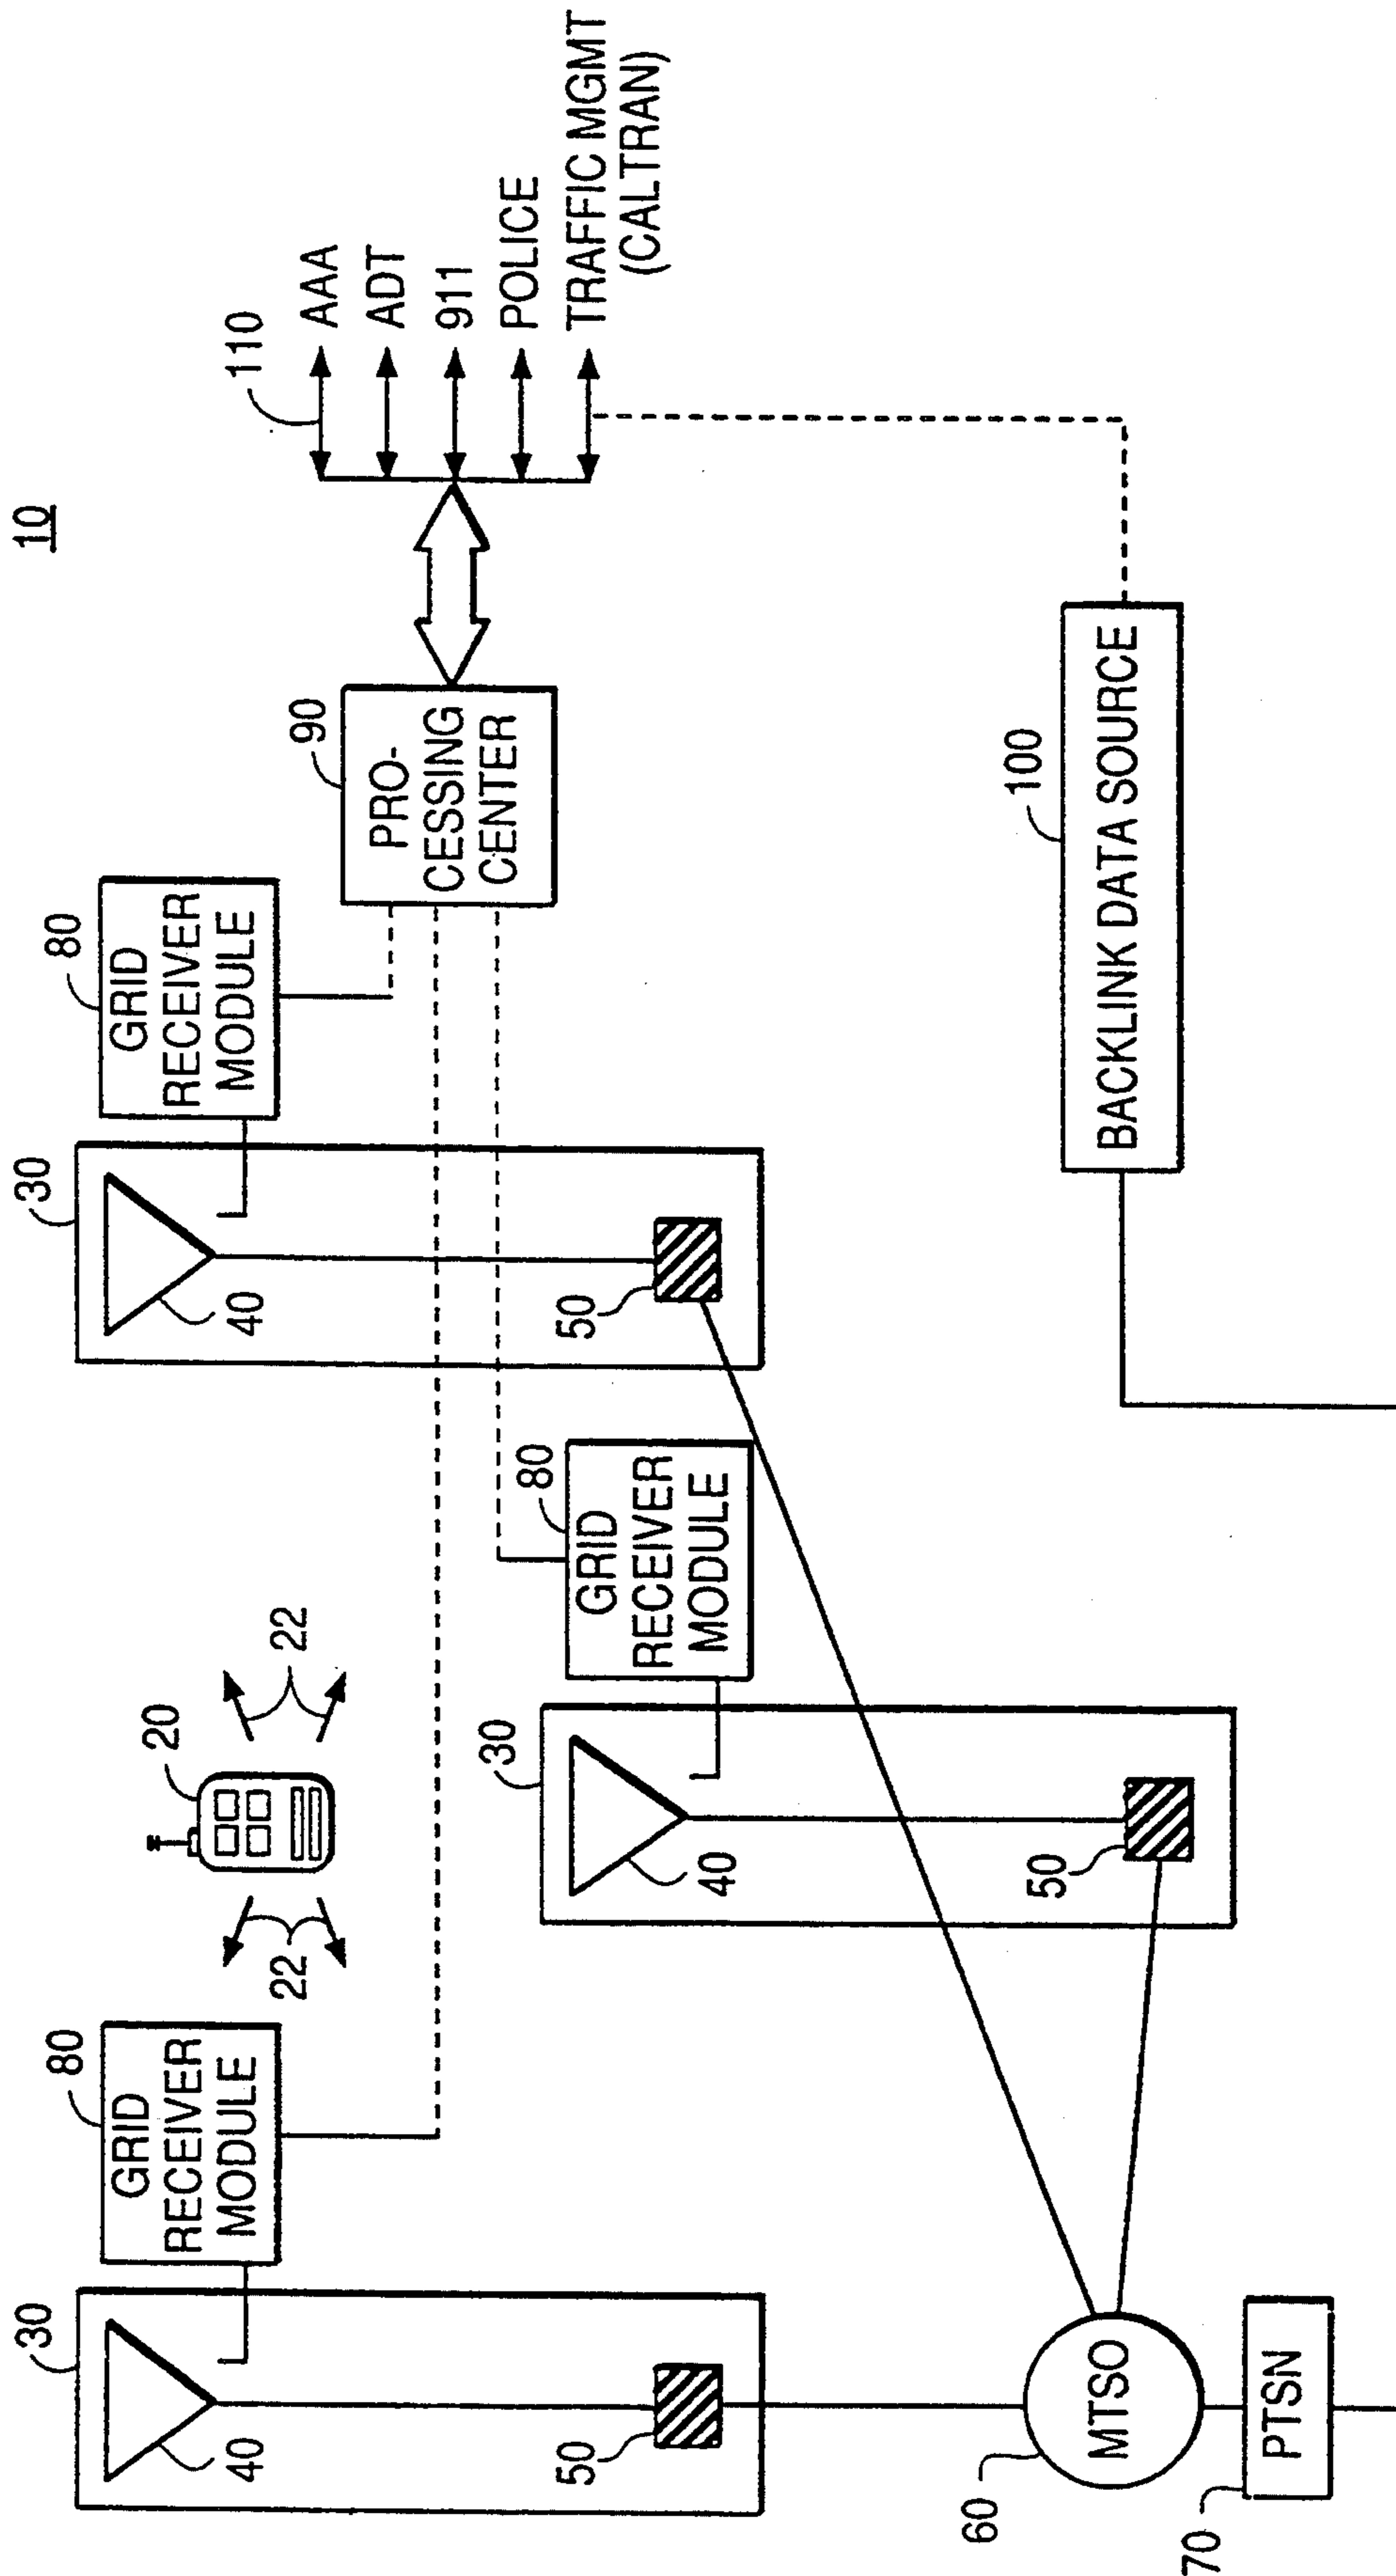 10
30
40
50
80
GRID
RECEIVER
MODULE
20
22
22
30
40
50
80
GRID
RECEIVER
MODULE
30
40
50
80
GRID
RECEIVER
MODULE
90
PRO-
CESSING
CENTER
110
AAA
ADT
911
POLICE
TRAFFIC MGMT
(CALTRAN)
60
MTSO
70
PTSN
100
BACKLINK DATA SOURCE